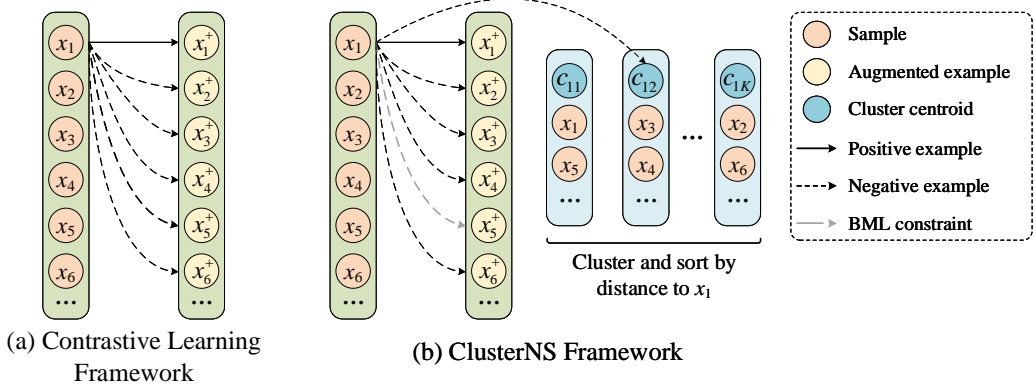 x₁ x₁⁺
x₂ x₂⁺
x₃ x₃⁺
x₄ x₄⁺
x₅ x₅⁺
x₆ x₆⁺
... ...
(a) Contrastive Learning
Framework
x₁ x₁⁺
x₂ x₂⁺
x₃ x₃⁺
x₄ x₄⁺
x₅ x₅⁺
x₆ x₆⁺
... ...
c₁₁ c₁₂ c₁K
x₁ x₃ ... x₂
x₅ x₄ x₆
... ... ...
Cluster and sort by
distance to x₁
(b) ClusterNS Framework
Sample
Augmented example
Cluster centroid
Positive example
Negative example
BML constraint